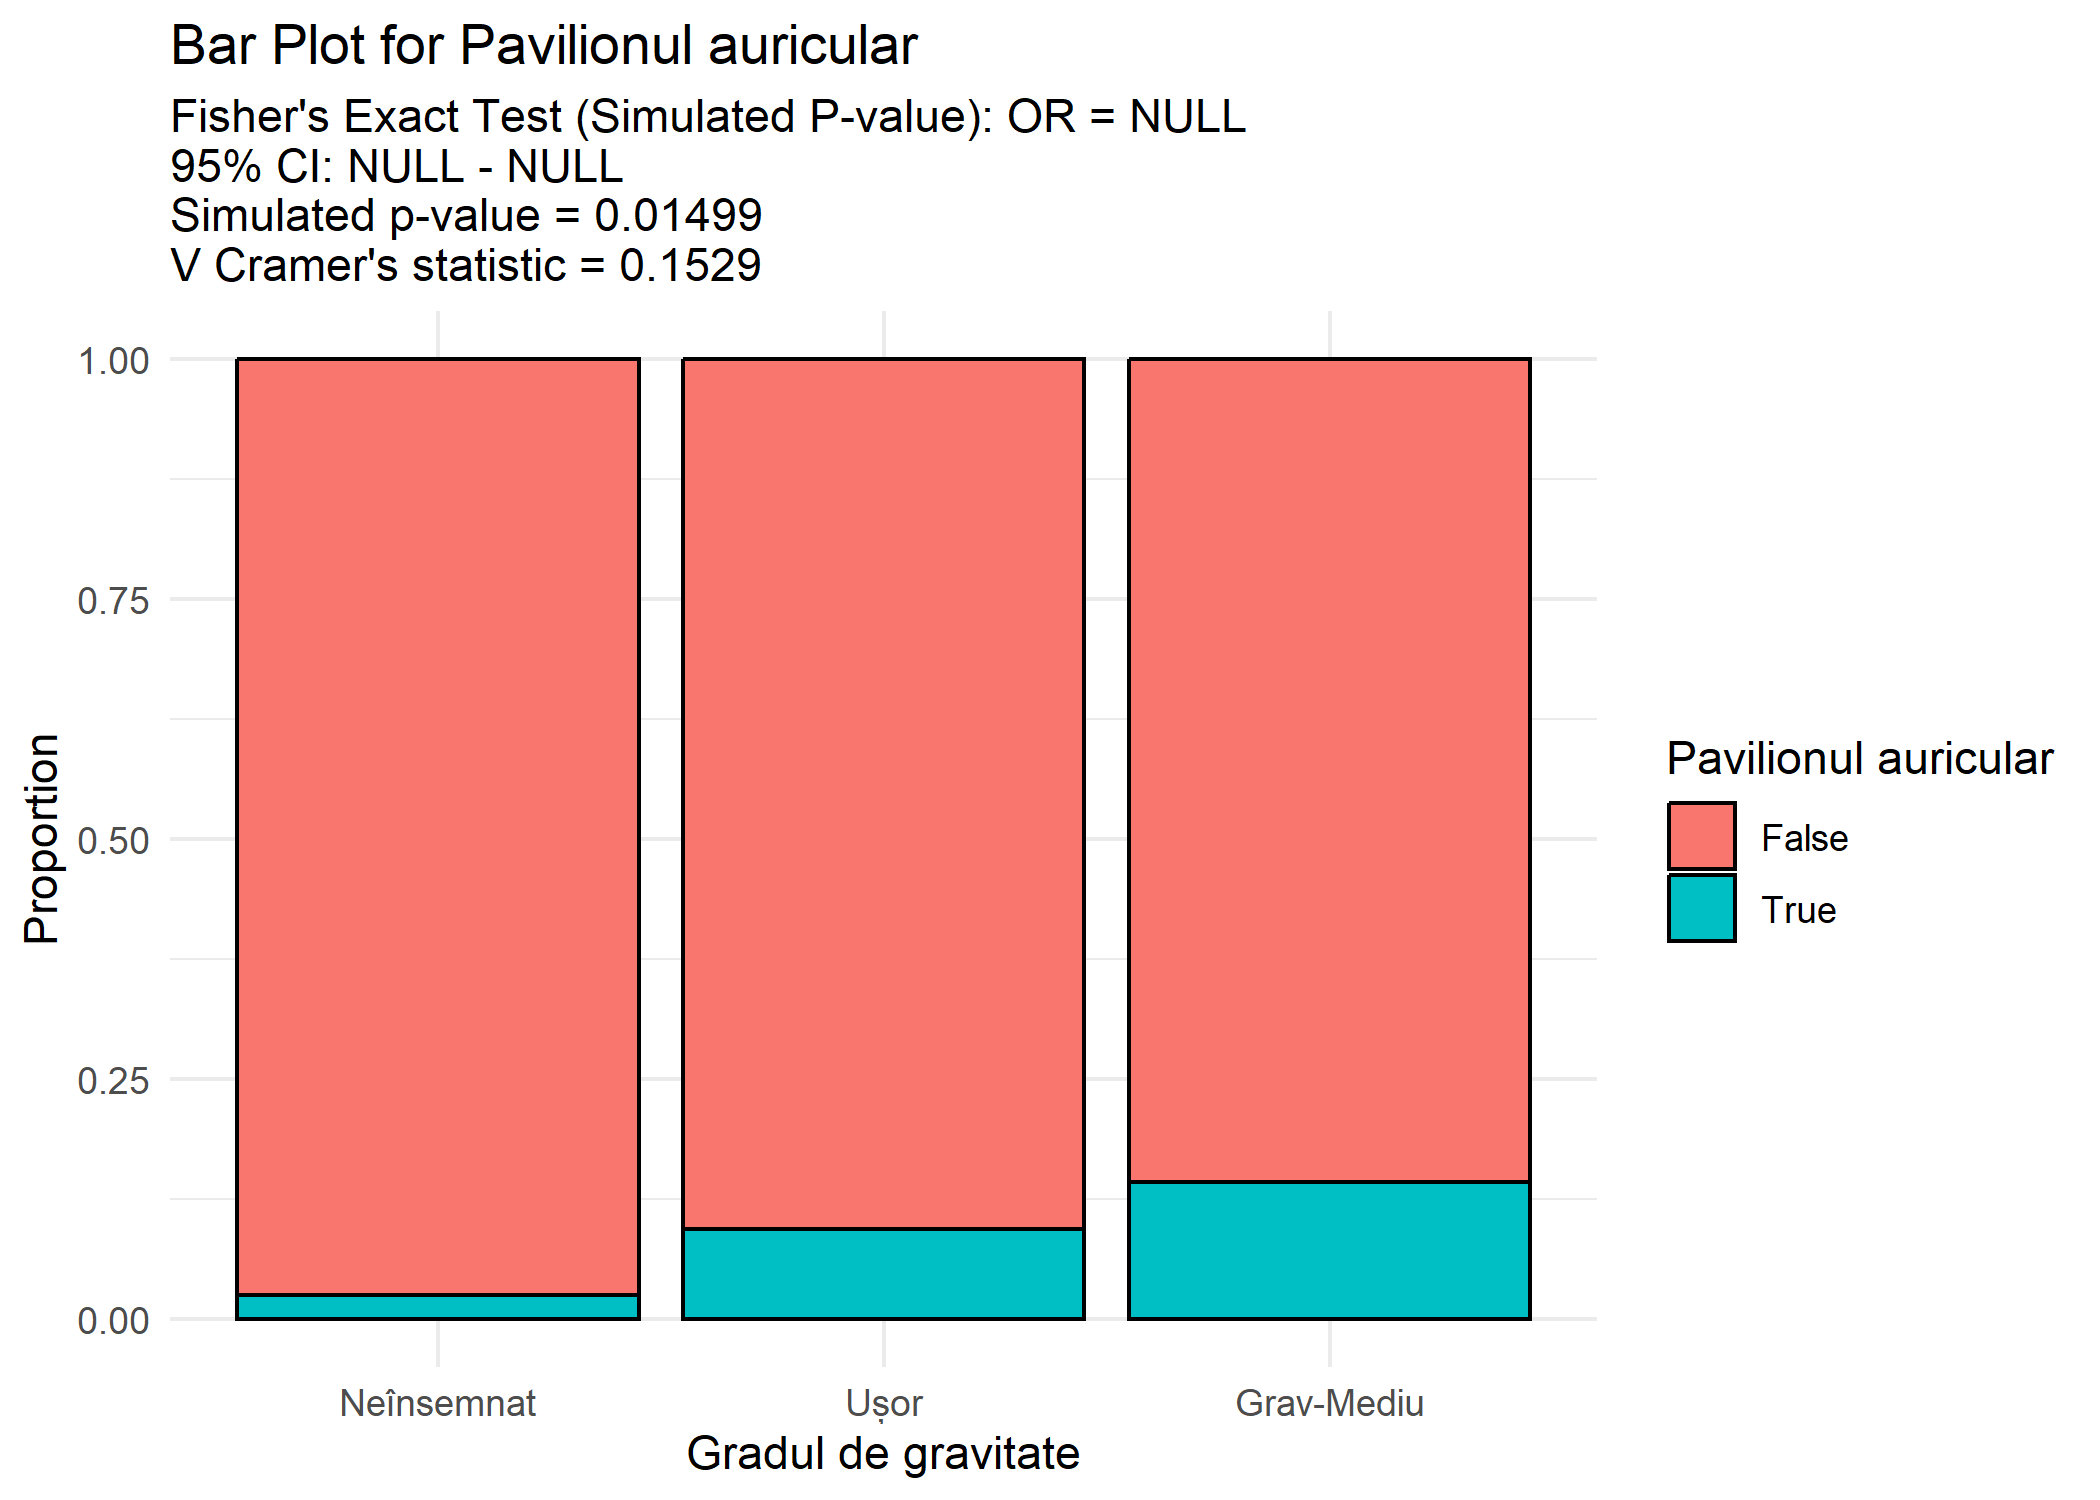 Bar Plot for Pavilionul auricular
Fisher's Exact Test (Simulated P-value): OR = NULL
95% CI: NULL - NULL
Simulated p-value = 0.01499
V Cramer's statistic = 0.1529
1.00
0.75
0.50
0.25
0.00
Proportion
Neînsemnat
Ușor
Grav-Mediu
Gradul de gravitate
Pavilionul auricular
False
True